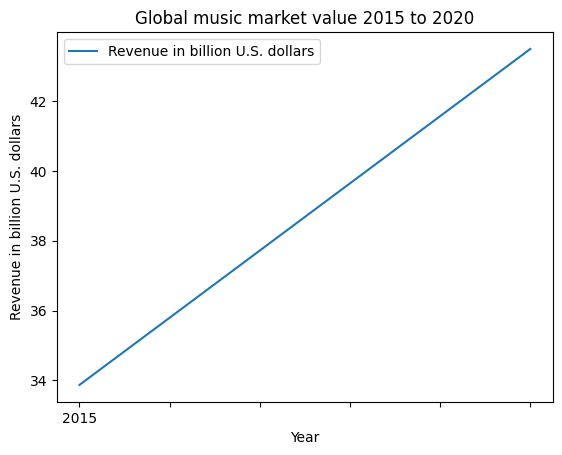 Global music market value 2015 to 2020
Revenue in billion U.S. dollars
Revenue in billion U.S. dollars
42
40
38
36
34
2015
Year